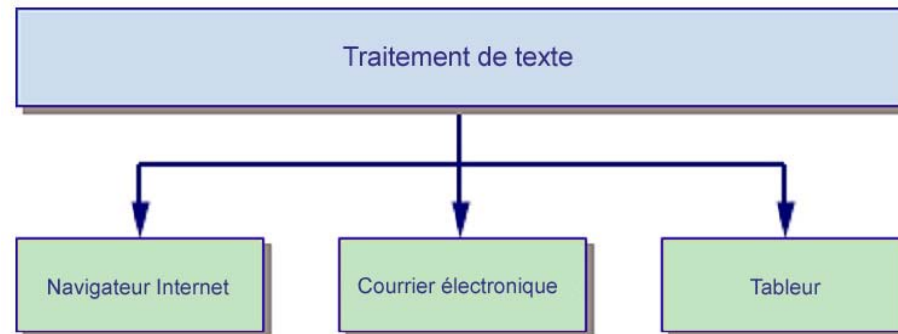 Traitement de texte
Navigateur Internet
Courrier électronique
Tableur